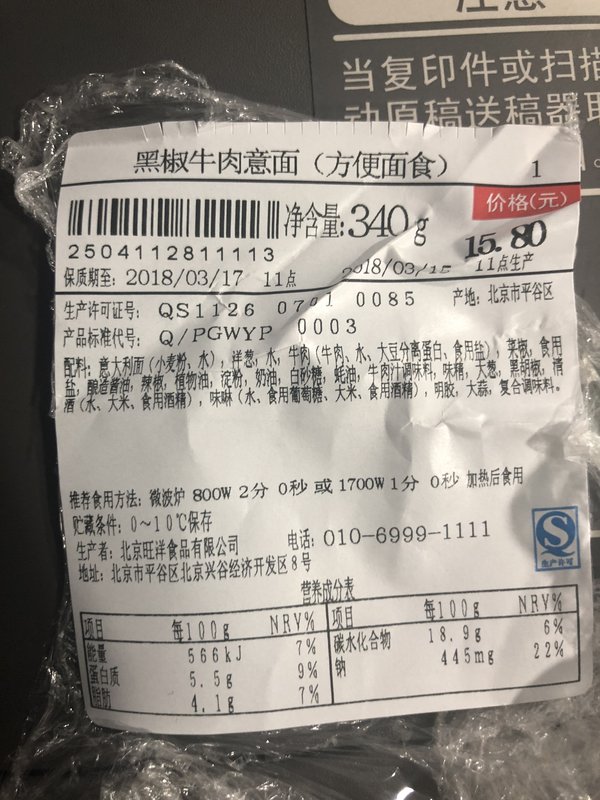 注意
当复印件或扫描
动原稿送稿器取
黑椒牛肉意面（方便面食） 1
价格(元)
净含量:340g 15.80
2504112811113
保质期至: 2018/03/17 11点 2018/03/15 11点生产
生产许可证号: QS1126 0701 0085 产地: 北京市平谷区
产品标准代号: Q/PGWYP 0003
配料: 意大利面（小麦粉、水）, 洋葱, 水, 牛肉（牛肉、水、大豆分离蛋白、食用盐）, 菜椒, 食用
盐, 酿造酱油, 辣椒, 植物油, 淀粉, 奶油, 白砂糖, 蚝油, 牛肉汁调味料, 味精, 大葱, 黑胡椒, 清
酒（水、大米、食用酒精）, 味啉（水、食用葡萄糖、大米、食用酒精）, 明胶, 大蒜, 复合调味料。
推荐食用方法: 微波炉 800W 2分 0秒 或 1700W 1分 0秒 加热后食用
贮藏条件: 0～10℃保存
生产者: 北京旺洋食品有限公司 电话: 010-6999-1111
地址: 北京市平谷区北京兴谷经济开发区8号
生产许可
营养成分表
项目 每100g NRV% 项目 每100g NRV%
能量 566kJ 7% 碳水化合物 18.9g 6%
蛋白质 5.5g 9% 钠 445mg 22%
脂肪 4.1g 7%